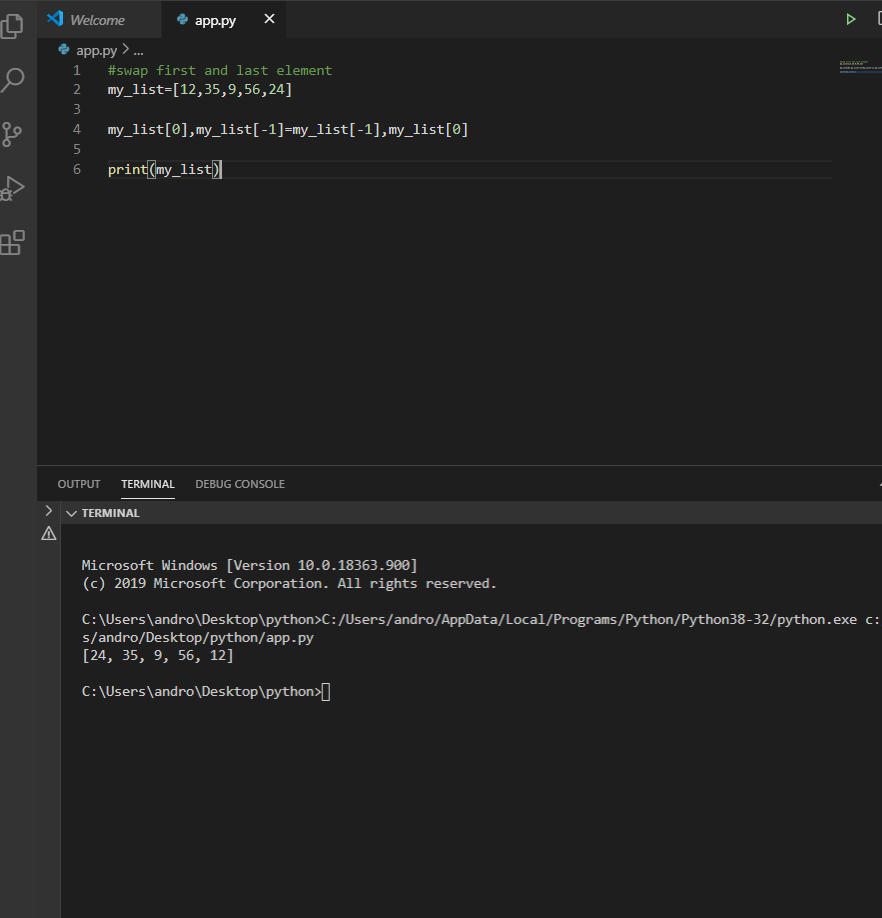 Welcome
app.py
app.py > ...
1 #swap first and last element
2 my_list=[12,35,9,56,24]
3
4 my_list[0],my_list[-1]=my_list[-1],my_list[0]
5
6 print(my_list)
OUTPUT TERMINAL DEBUG CONSOLE
TERMINAL
Microsoft Windows [Version 10.0.18363.900]
(c) 2019 Microsoft Corporation. All rights reserved.
C:\Users\andro\Desktop\python>C:/Users/andro/AppData/Local/Programs/Python/Python38-32/python.exe c:
s/andro/Desktop/python/app.py
[24, 35, 9, 56, 12]
C:\Users\andro\Desktop\python>